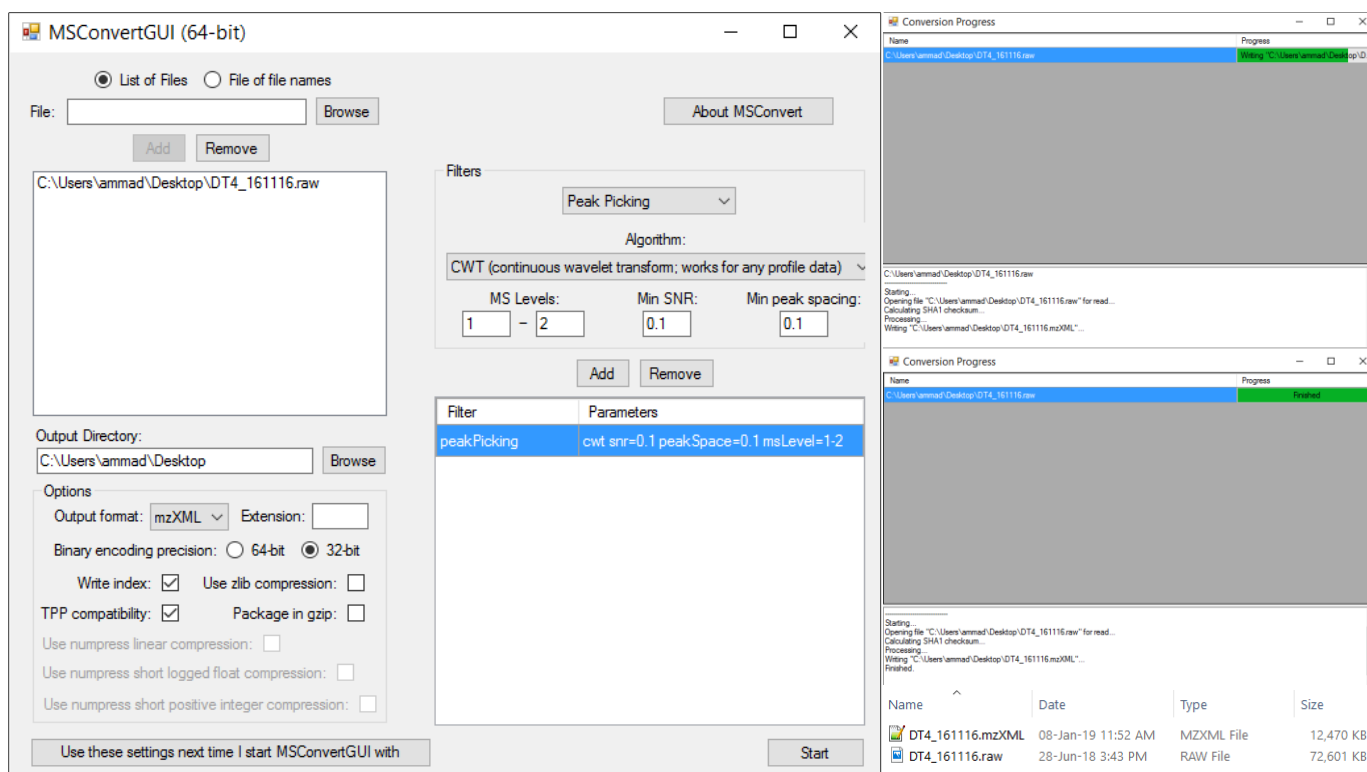 MSConvertGUI (64-bit)
List of Files File of file names
File: Browse
About MSConvert
Add Remove
C:\Users\ammad\Desktop\DT4_161116.raw
Filters
Peak Picking
Algorithm:
CWT (continuous wavelet transform; works for any profile data)
MS Levels: Min SNR: Min peak spacing:
1 - 2 0.1 0.1
Add Remove
Filter Parameters
peakPicking cwt snr=0.1 peakSpace=0.1 msLevel=1-2
Output Directory:
C:\Users\ammad\Desktop Browse
Options
Output format: mzXML Extension:
Binary encoding precision: 64-bit 32-bit
Write index: Use zlib compression:
TPP compatibility: Package in gzip:
Use numpress linear compression:
Use numpress short logged float compression:
Use numpress short positive integer compression:
Use these settings next time I start MSConvertGUI with
Start
Conversion Progress
Name Progress
C:\Users\ammad\Desktop\DT4_161116.raw Writing "C:\Users\ammad\Desktop\D
C:\Users\ammad\Desktop\DT4_161116.raw
Starting...
Opening file "C:\Users\ammad\Desktop\DT4_161116.raw" for read...
Calculating SHA1 checksum...
Processing...
Writing "C:\Users\ammad\Desktop\DT4_161116.mzXML"...
Conversion Progress
Name Progress
C:\Users\ammad\Desktop\DT4_161116.raw Finished
Starting...
Opening file "C:\Users\ammad\Desktop\DT4_161116.raw" for read...
Calculating SHA1 checksum...
Processing...
Writing "C:\Users\ammad\Desktop\DT4_161116.mzXML"...
Finished.
Name Date Type Size
DT4_161116.mzXML 08-Jan-19 11:52 AM MZXML File 12,470 KB
DT4_161116.raw 28-Jun-18 3:43 PM RAW File 72,601 KB